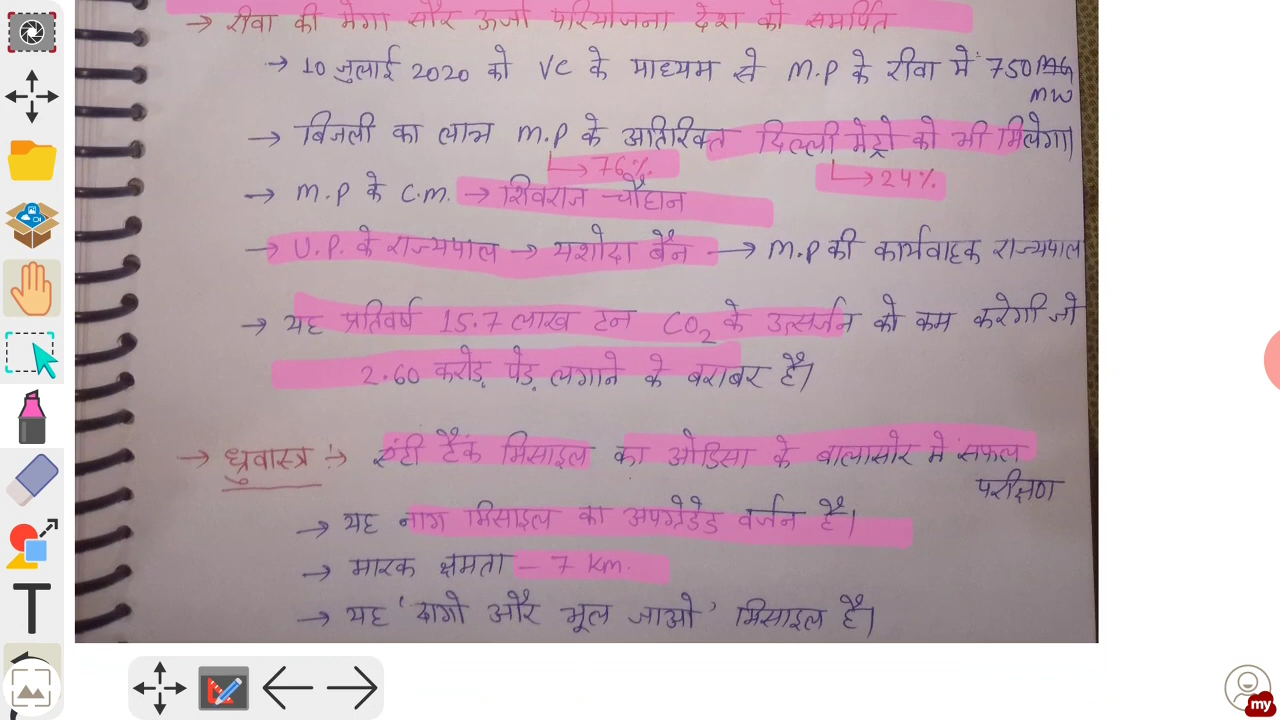 → रीवा की मेगा सौर ऊर्जा परियोजना देश को समर्पित
→ 10 जुलाई 2020 को VC के माध्यम से M.P के रीवा में 750
MW
→ बिजली का लाभ M.P के अतिरिक्त दिल्ली मेट्रो को भी मिलेगा।
→ 76%
→ 24%
→ M.P के C.M. → शिवराज चौहान
→ U.P. के राज्यपाल → यशोदा बैन → M.P की कार्यवाहक राज्यपाल
→ यह प्रतिवर्ष 15.7 लाख टन CO2 के उत्सर्जन को कम करेगी जो
2.60 करोड़ पेड़ लगाने के बराबर है।
→ ध्रुवास्त्र :→ एंटी टैंक मिसाइल का ओडिसा के बालासोर में सफल
परीक्षण
→ यह नाग मिसाइल का अपग्रेडेड वर्जन है।
→ मारक क्षमता – 7 Km.
→ यह 'दागो और भूल जाओ' मिसाइल है।
T
my